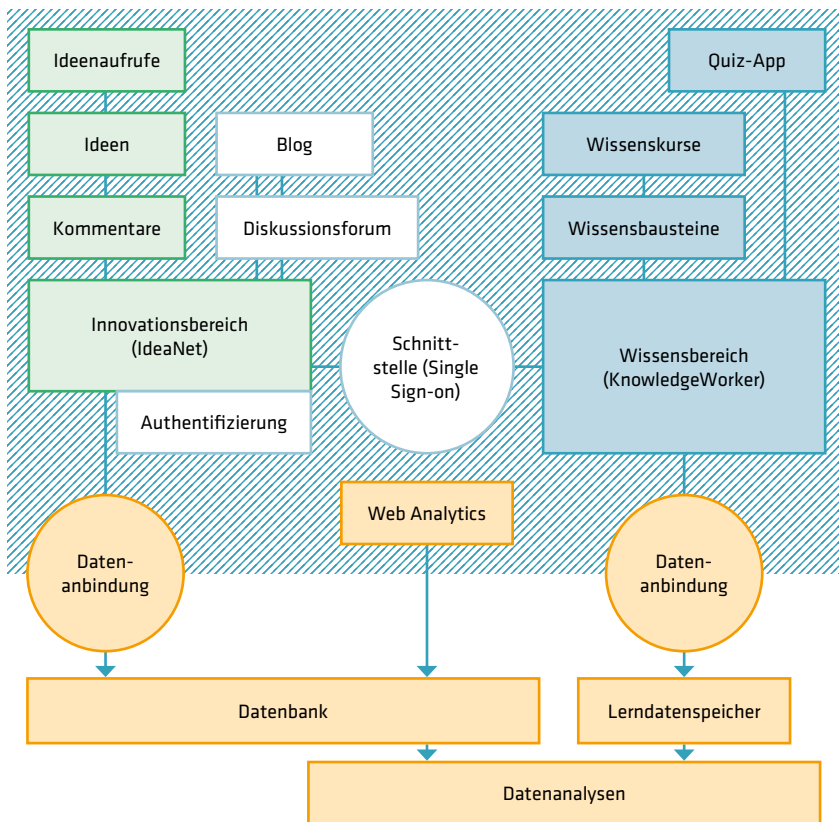 Ideenaufrufe
Quiz-App
Ideen
Blog
Wissenskurse
Kommentare
Diskussionsforum
Wissensbausteine
Innovationsbereich
(IdeaNet)
Schnitt-
stelle (Single
Sign-on)
Wissensbereich
(KnowledgeWorker)
Authentifizierung
Web Analytics
Daten-
anbindung
Daten-
anbindung
Datenbank
Lerndatenspeicher
Datenanalysen